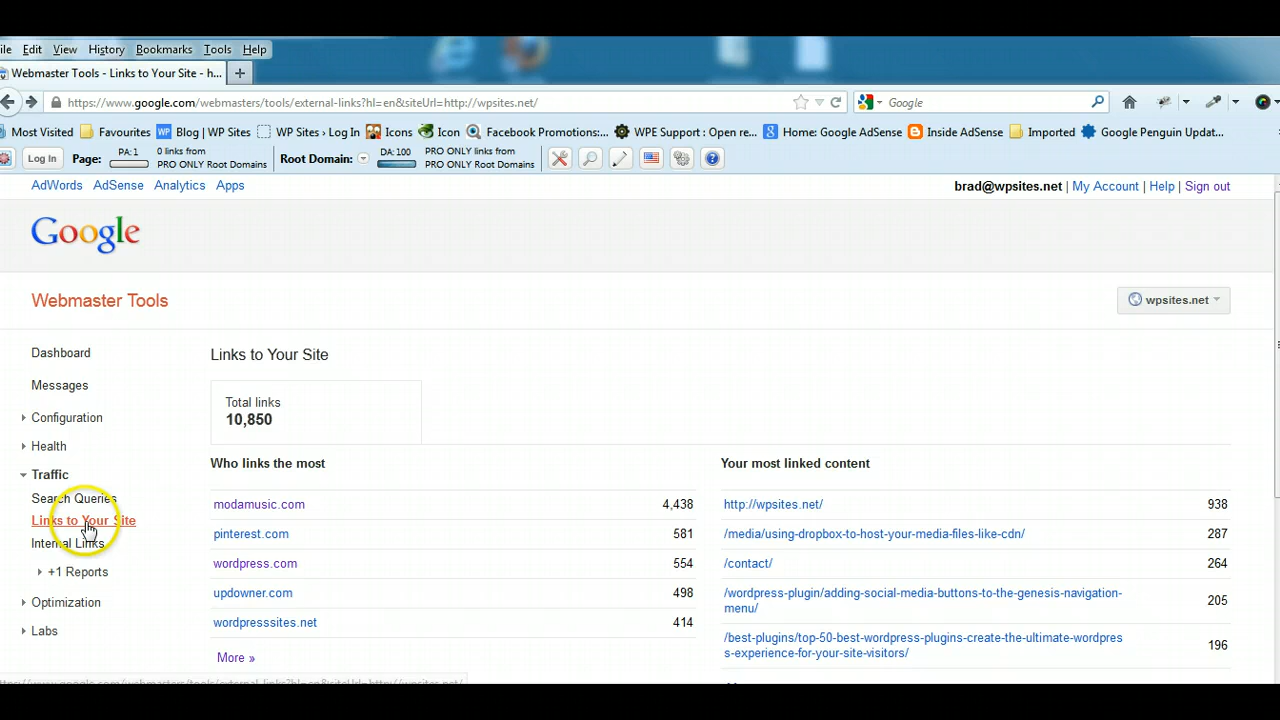 ile Edit View History Bookmarks Tools Help
Webmaster Tools - Links to Your Site - h... +
https://www.google.com/webmasters/tools/external-links?hl=en&siteUrl=http://wpsites.net/ Google
Most Visited Favourites Blog | WP Sites WP Sites › Log In Icons Icon Facebook Promotions:... WPE Support : Open re... Home: Google AdSense Inside AdSense Imported Google Penguin Updat...
Log In Page: PA: 1 0 links from Root Domain: DA: 100 PRO ONLY links from
PRO ONLY Root Domains PRO ONLY Root Domains
AdWords AdSense Analytics Apps brad@wpsites.net | My Account | Help | Sign out
Google
Webmaster Tools wpsites.net
Dashboard
Messages
Configuration
Health
Traffic
Search Queries
Links to Your Site
Internal Links
+1 Reports
Optimization
Labs
Links to Your Site
Total links
10,850
Who links the most
modamusic.com 4,438
pinterest.com 581
wordpress.com 554
updowner.com 498
wordpresssites.net 414
More »
Your most linked content
http://wpsites.net/ 938
/media/using-dropbox-to-host-your-media-files-like-cdn/ 287
/contact/ 264
/wordpress-plugin/adding-social-media-buttons-to-the-genesis-navigation-
menu/ 205
/best-plugins/top-50-best-wordpress-plugins-create-the-ultimate-wordpres
s-experience-for-your-site-visitors/ 196